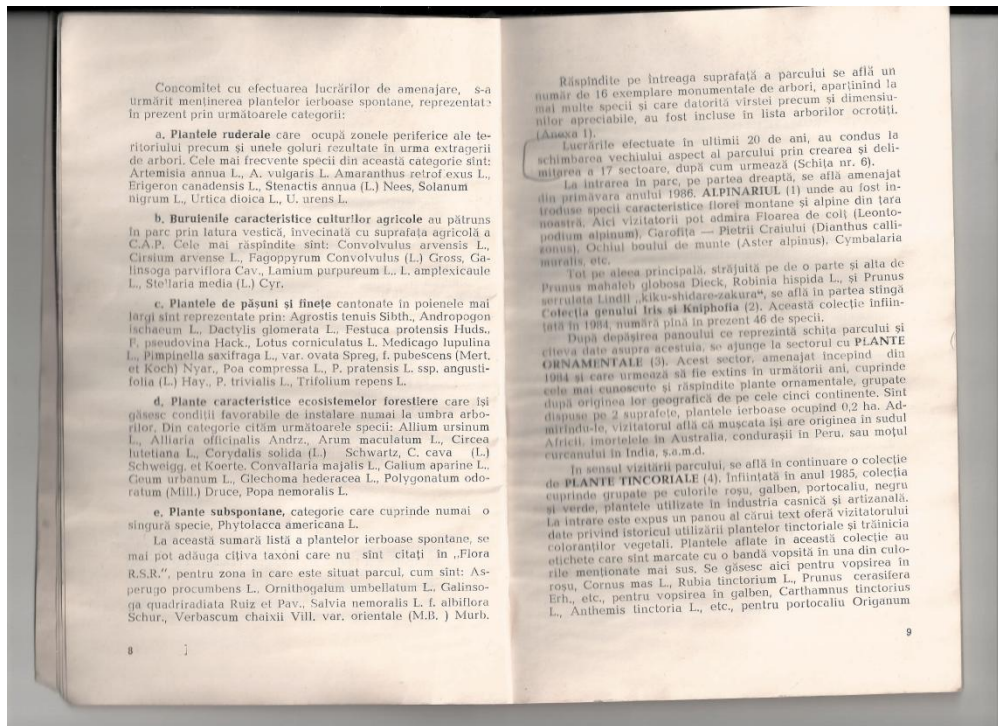 Concomitet cu efectuarea lucrărilor de amenajare, s-a
urmărit menținerea plantelor ierboase spontane, reprezentate
în prezent prin următoarele categorii:
a. Plantele ruderale care ocupă zonele periferice ale te-
ritoriului precum și unele goluri rezultate în urma extragerii
de arbori. Cele mai frecvente specii din această categorie sînt:
Artemisia annua L., A. vulgaris L. Amaranthus retrof exus L.,
Erigeron canadensis L., Stenactis annua (L.) Nees, Solanum
nigrum L., Urtica dioica L., U. urens L.
b. Buruienile caracteristice culturilor agricole au pătruns
în parc prin latura vestică, învecinată cu suprafața agricolă a
C.A.P. Cele mai răspîndite sînt: Convolvulus arvensis L.,
Cirsium arvense L., Fagoppyrum Convolvulus (L.) Gross, Ga-
linsoga parviflora Cav., Lamium purpureum L., L. amplexicaule
L., Stellaria media (L.) Cyr.
c. Plantele de pășuni și finețe cantonate în poienele mai
largi sînt reprezentate prin: Agrostis tenuis Sibth., Andropogon
ischaeum L., Dactylis glomerata L., Festuca protensis Huds.,
F. pseudovina Hack., Lotus corniculatus L. Medicago lupulina
L., Pimpinella saxifraga L., var. ovata Spreg, f. pubescens (Mert.
et Koch) Nyar., Poa compressa L., P. pratensis L. ssp. angusti-
folia (L.) Hay., P. trivialis L., Trifolium repens L.
d. Plante caracteristice ecosistemelor forestiere care își
găsesc condiții favorabile de instalare numai la umbra arbo-
rilor. Din categorie cităm următoarele specii: Allium ursinum
L., Alliaria officinalis Andrz., Arum maculatum L., Circea
lutetiana L., Corydalis solida (L.) Schwartz, C. cava (L.)
Schweigg. et Koerte. Convallaria majalis L., Galium aparine L.,
Geum urbanum L., Glechoma hederacea L., Polygonatum odo-
ratum (Mill.) Druce, Popa nemoralis L.
e. Plante subspontane, categorie care cuprinde numai o
singură specie, Phytolacca americana L.
La această sumară listă a plantelor ierboase spontane, se
mai pot adăuga cîțiva taxoni care nu sînt citați în „Flora
R.S.R.", pentru zona în care este situat parcul, cum sînt: As-
perugo procumbens L., Ornithogalum umbellatum L., Galinso-
ga quadriradiata Ruiz et Pav., Salvia nemoralis L. f. albiflora
Schur., Verbascum chaixii Vill. var. orientale (M.B. ) Murb.
8
Răspîndite pe întreaga suprafață a parcului se află un
număr de 16 exemplare monumentale de arbori, aparținînd la
mai multe specii și care datorită vîrstei precum și dimensiu-
nilor apreciabile, au fost incluse în lista arborilor ocrotiți.
(Anexa 1).
Lucrările efectuate în ultimii 20 de ani, au condus la
schimbarea vechiului aspect al parcului prin crearea și deli-
mitarea a 17 sectoare, după cum urmează (Schița nr. 6).
La intrarea în parc, pe partea dreaptă, se află amenajat
din primăvara anului 1986, ALPINARIUL (1) unde au fost in-
troduse specii caracteristice florei montane și alpine din țara
noastră. Aici vizitatorii pot admira Floarea de colț (Leonto-
podium alpinum), Garofița — Pietrii Craiului (Dianthus calli-
zonus), Ochiul boului de munte (Aster alpinus), Cymbalaria
muralis, etc.
Tot pe aleea principală, străjuită pe de o parte și alta de
Prunus mahaleb globosa Dieck, Robinia hispida L., și Prunus
serrulata Lindll „kiku-shidare-zakura", se află în partea stîngă
Colecția genului Iris și Kniphofia (2). Această colecție înfiin-
țată în 1984, numără pînă în prezent 46 de specii.
După depășirea panoului ce reprezintă schița parcului și
cîteva date asupra acestuia, se ajunge la sectorul cu PLANTE
ORNAMENTALE (3). Acest sector, amenajat începînd din
1984 și care urmează să fie extins în următorii ani, cuprinde
cele mai cunoscute și răspîndite plante ornamentale, grupate
după originea lor geografică de pe cele cinci continente. Sînt
dispuse pe 2 suprafețe, plantele ierboase ocupînd 0,2 ha. Ad-
mirîndu-le, vizitatorul află că mușcata își are originea în sudul
Africii, imortelele în Australia, condurașii în Peru, sau moțul
curcanului în India, ș.a.m.d.
În sensul vizitării parcului, se află în continuare o colecție
de PLANTE TINCORIALE (4). Înființată în anul 1985, colecția
cuprinde grupate pe culorile roșu, galben, portocaliu, negru
și verde, plantele utilizate în industria casnică și artizanală.
La intrare este expus un panou al cărui text oferă vizitatorului
date privind istoricul utilizării plantelor tinctoriale și trăinicia
coloranților vegetali. Plantele aflate în această colecție au
etichete care sînt marcate cu o bandă vopsită în una din culo-
rile menționate mai sus. Se găsesc aici pentru vopsirea în
roșu, Cornus mas L., Rubia tinctorium L., Prunus cerasifera
Erh., etc., pentru vopsirea în galben, Carthamnus tinctorius
L., Anthemis tinctoria L., etc., pentru portocaliu Origanum
9